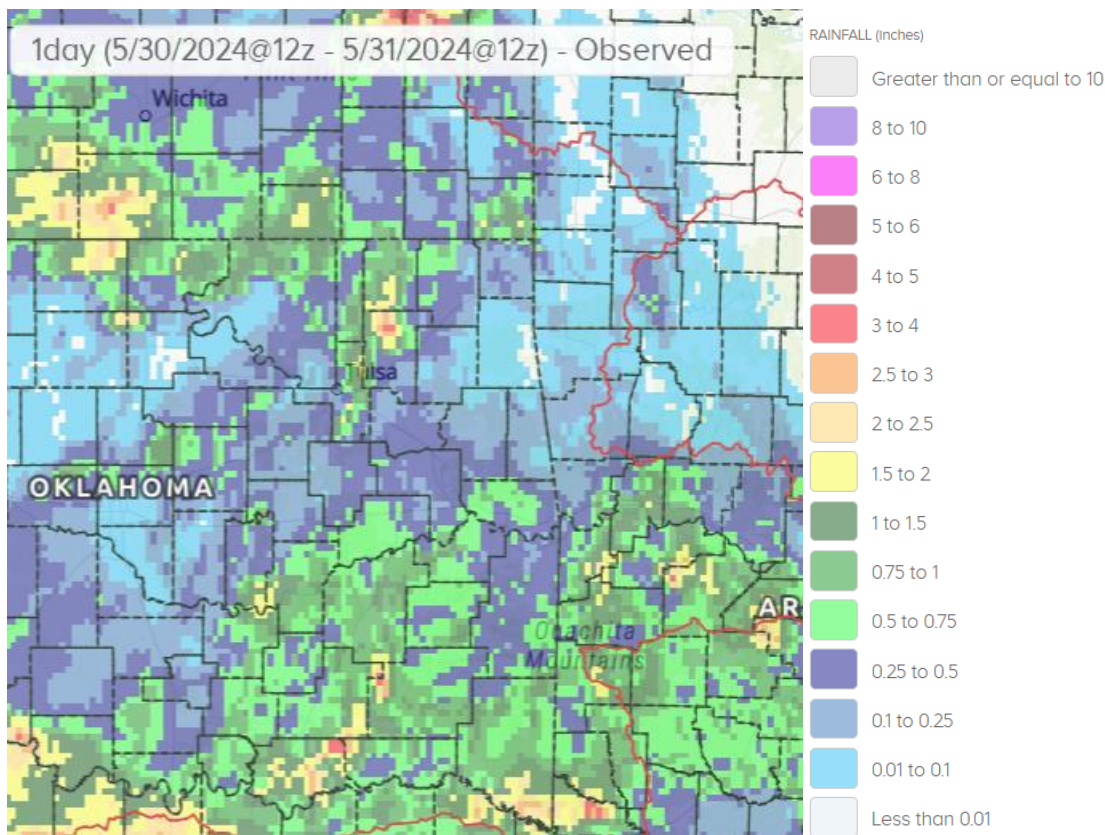 1day (5/30/2024@12z - 5/31/2024@12z) - Observed
Wichita
Tulsa
OKLAHOMA
Ouachita
Mountains
AR
RAINFALL (Inches)
Greater than or equal to 10
8 to 10
6 to 8
5 to 6
4 to 5
3 to 4
2.5 to 3
2 to 2.5
1.5 to 2
1 to 1.5
0.75 to 1
0.5 to 0.75
0.25 to 0.5
0.1 to 0.25
0.01 to 0.1
Less than 0.01